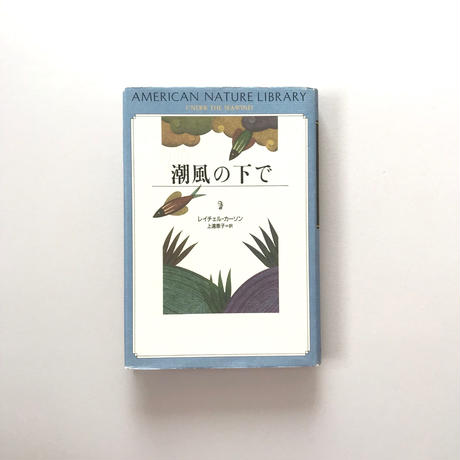 AMERICAN NATURE LIBRARY
UNDER THE SEA-WIND
潮風の下で
レイチェル・カーソン
上遠恵子=訳